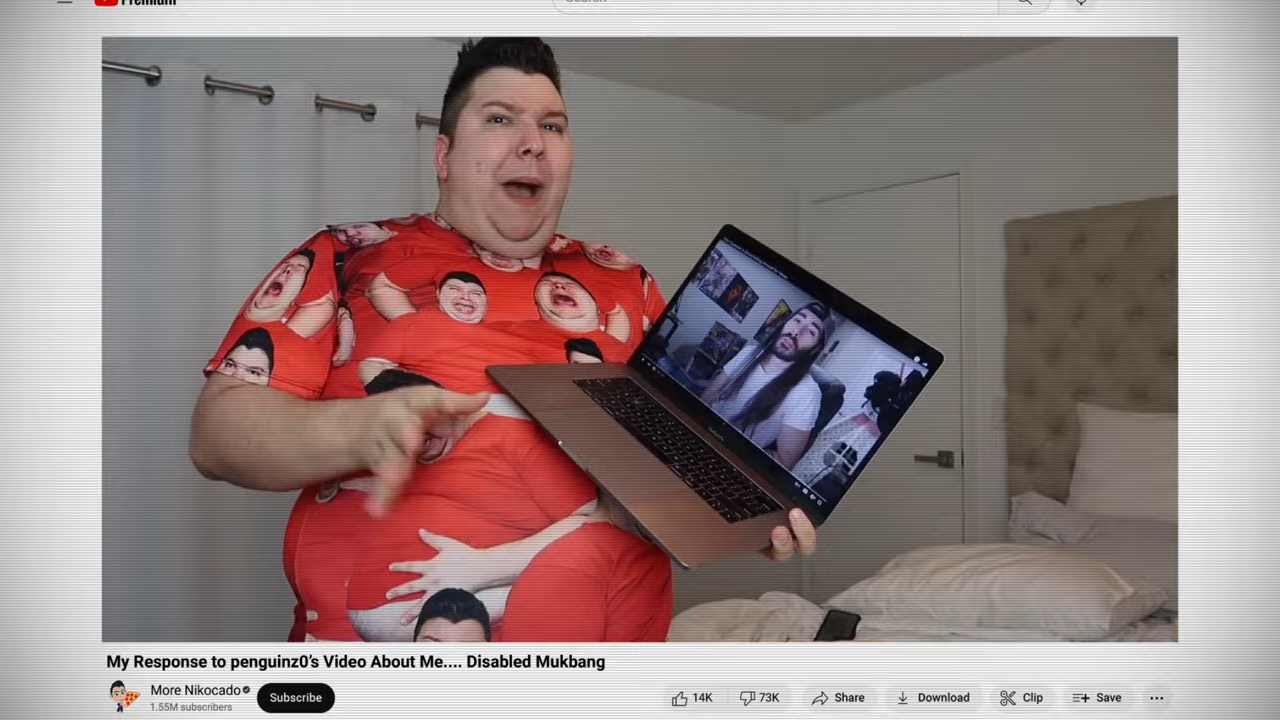 Premium
Search
My Response to penguinz0's Video About Me.... Disabled Mukbang
More Nikocado
1.55M subscribers
Subscribe
14K
73K
Share
Download
Clip
Save